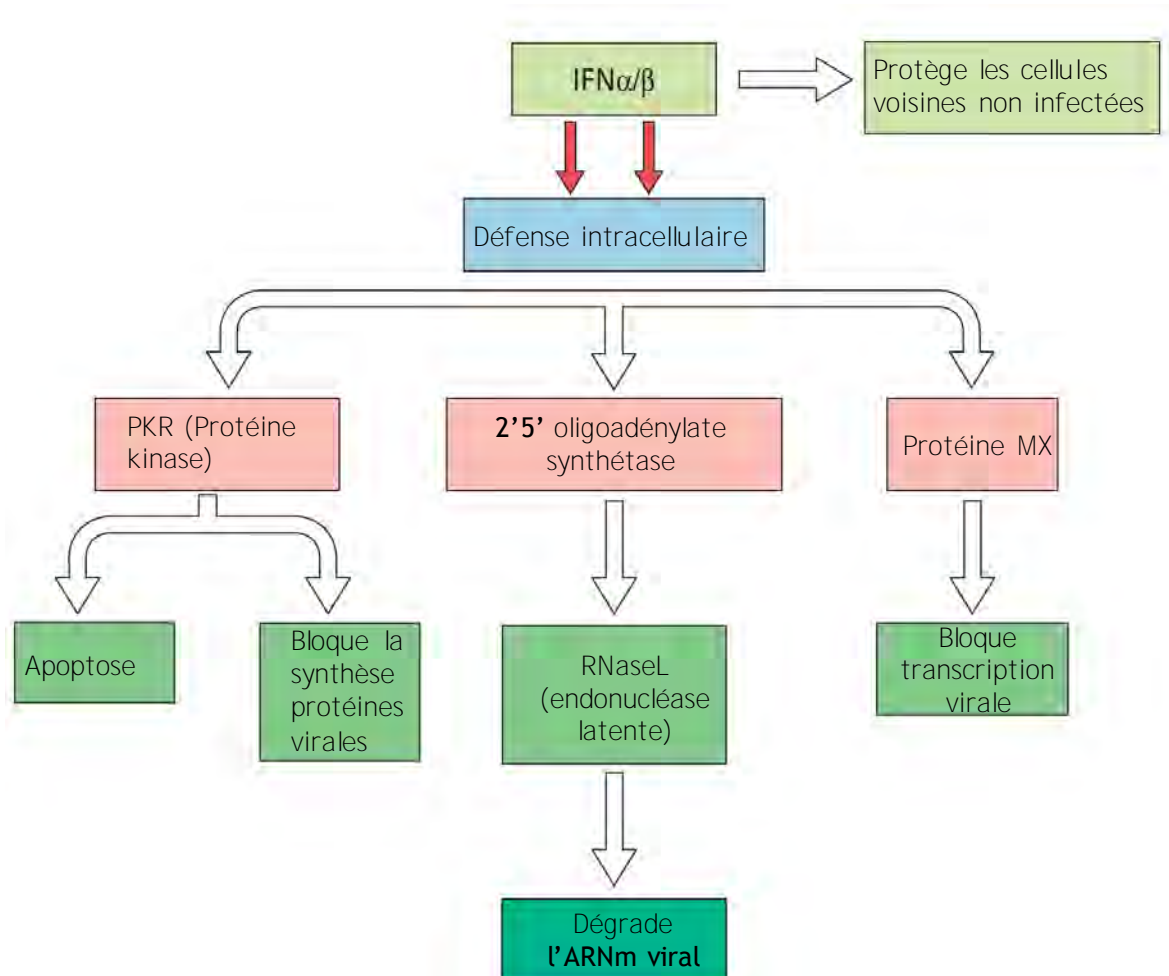 IFNα/β
Protège les cellules
voisines non infectées
Défense intracellulaire
PKR (Protéine
kinase)
2’5’ oligoadénylate
synthétase
Protéine MX
Apoptose
Bloque la
synthèse
protéines
virales
RNaseL
(endonucléase
latente)
Bloque
transcription
virale
Dégrade
l’ARNm viral